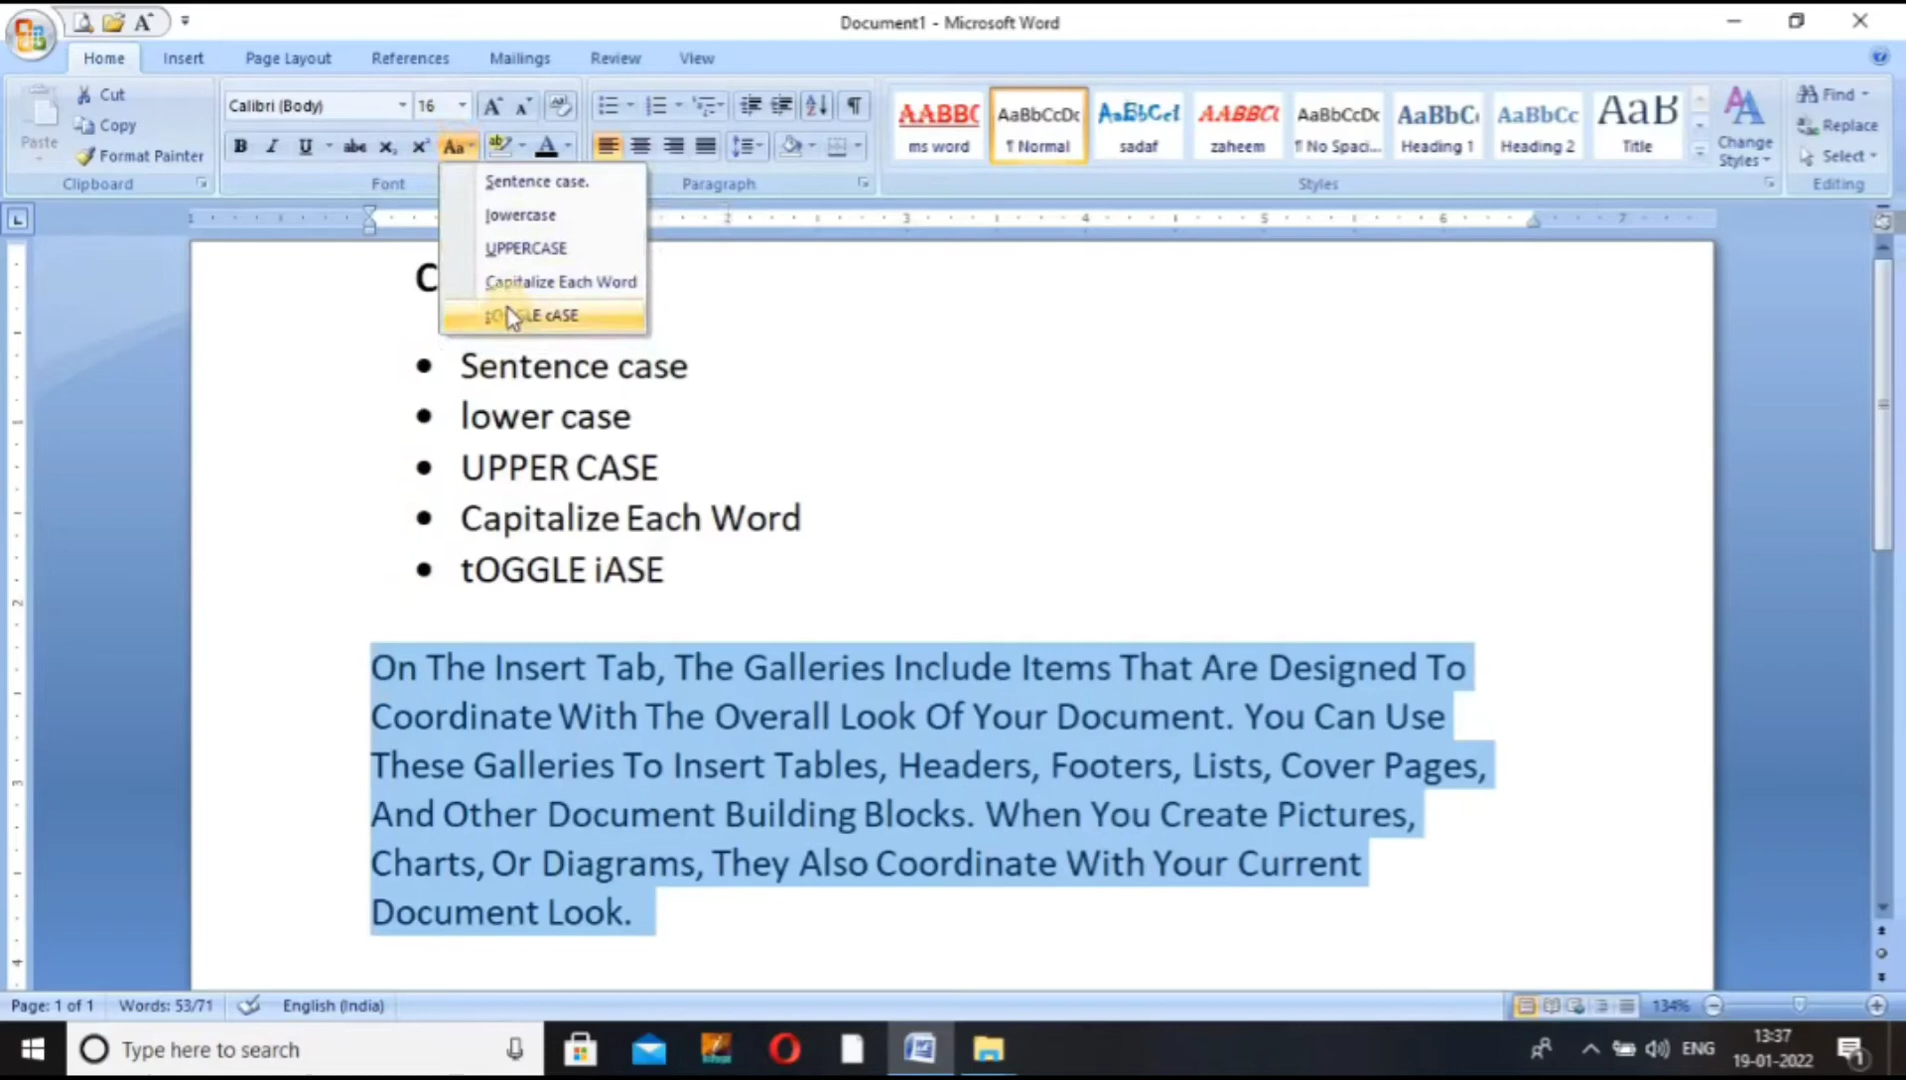 Document1 - Microsoft Word
Home Insert Page Layout References Mailings Review View
Paste
Cut
Copy
Format Painter
Clipboard
Calibri (Body) 16
Aa
Font
Paragraph
AABBC AaBbCcDc AaBbCcI AABBCC AaBbCcDc AaBbC AaBbCc AaB
ms word ¶ Normal sadaf zaheem ¶ No Spaci... Heading 1 Heading 2 Title
Change Styles
Styles
Find
Replace
Select
Editing
Sentence case.
lowercase
UPPERCASE
Capitalize Each Word
tOGGLE cASE
C
• Sentence case
• lower case
• UPPER CASE
• Capitalize Each Word
• tOGGLE iASE
On The Insert Tab, The Galleries Include Items That Are Designed To
Coordinate With The Overall Look Of Your Document. You Can Use
These Galleries To Insert Tables, Headers, Footers, Lists, Cover Pages,
And Other Document Building Blocks. When You Create Pictures,
Charts, Or Diagrams, They Also Coordinate With Your Current
Document Look.
Page: 1 of 1 Words: 53/71 English (India) 134%
Type here to search
ENG
13:37
19-01-2022